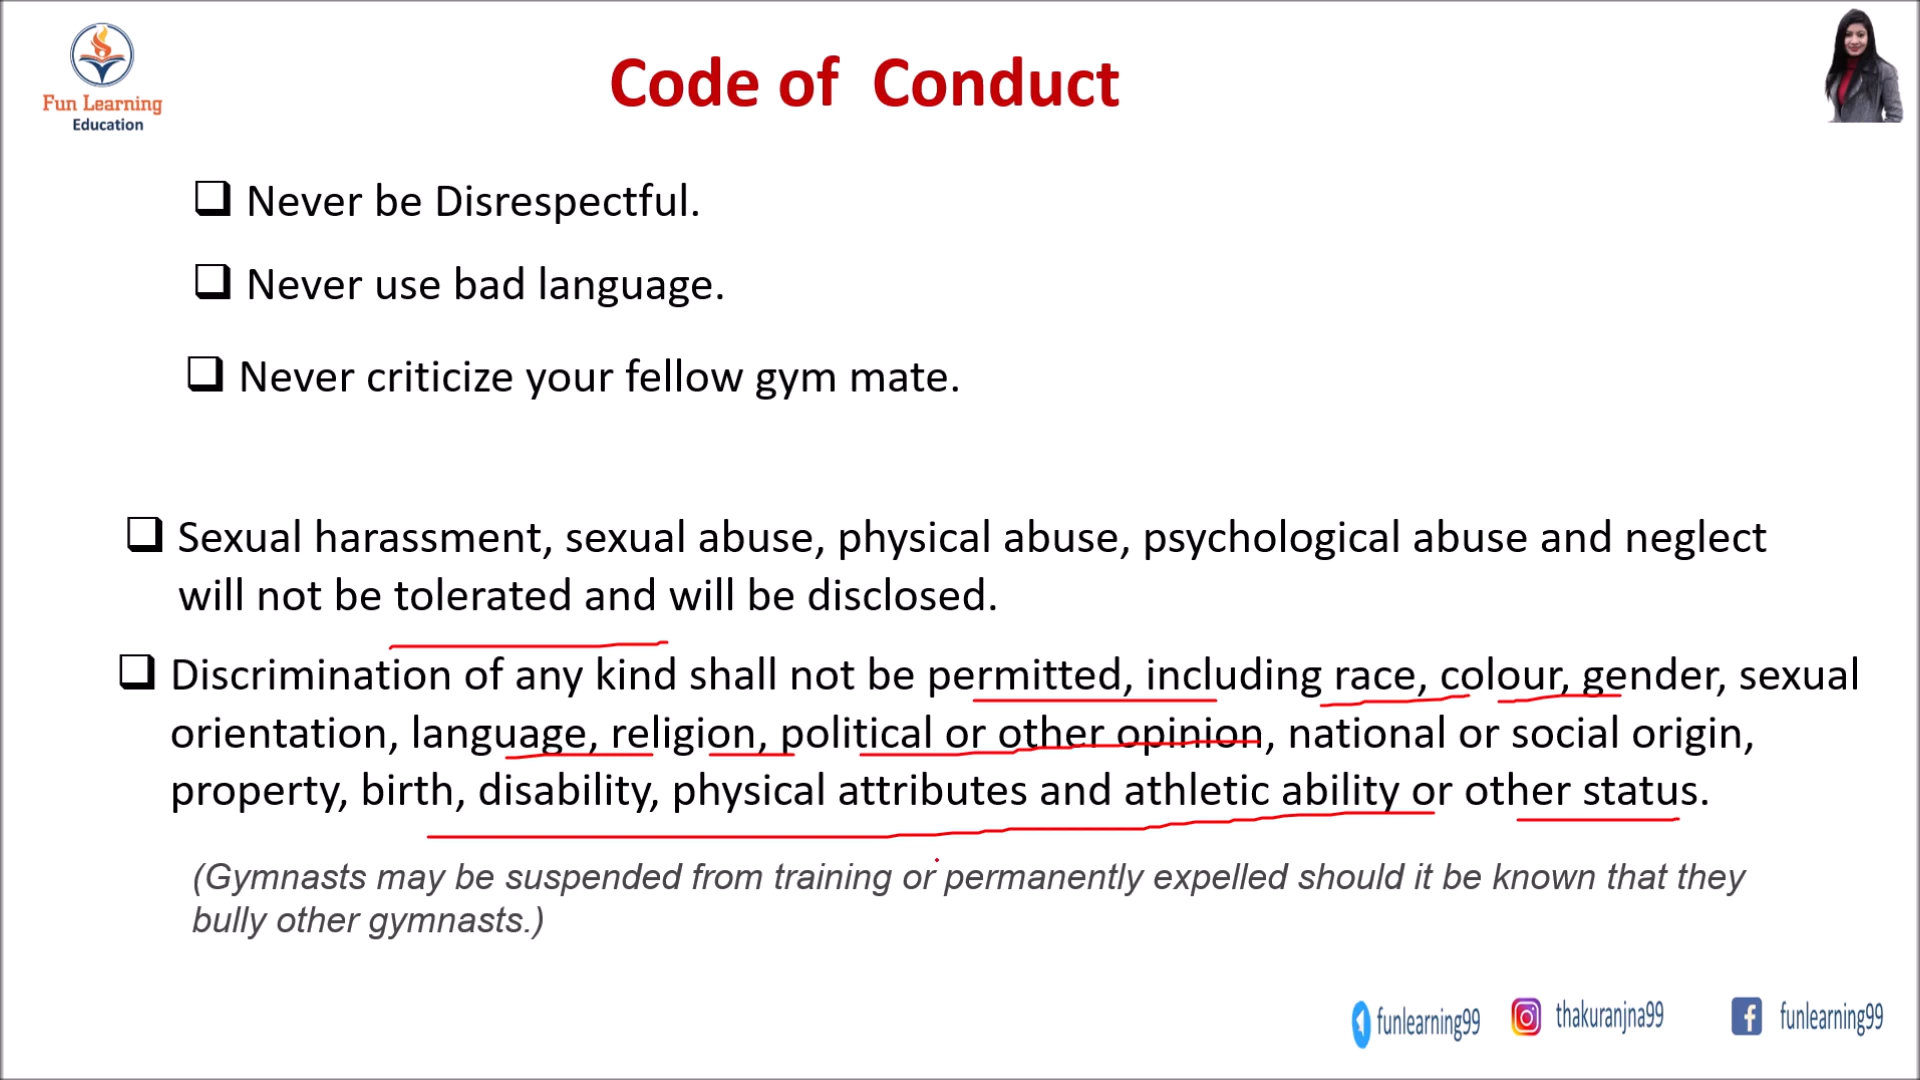 Fun Learning
Education
Code of Conduct
Never be Disrespectful.
Never use bad language.
Never criticize your fellow gym mate.
Sexual harassment, sexual abuse, physical abuse, psychological abuse and neglect
will not be tolerated and will be disclosed.
Discrimination of any kind shall not be permitted, including race, colour, gender, sexual
orientation, language, religion, political or other opinion, national or social origin,
property, birth, disability, physical attributes and athletic ability or other status.
(Gymnasts may be suspended from training or permanently expelled should it be known that they
bully other gymnasts.)
funlearning99 thakuranjna99 funlearning99